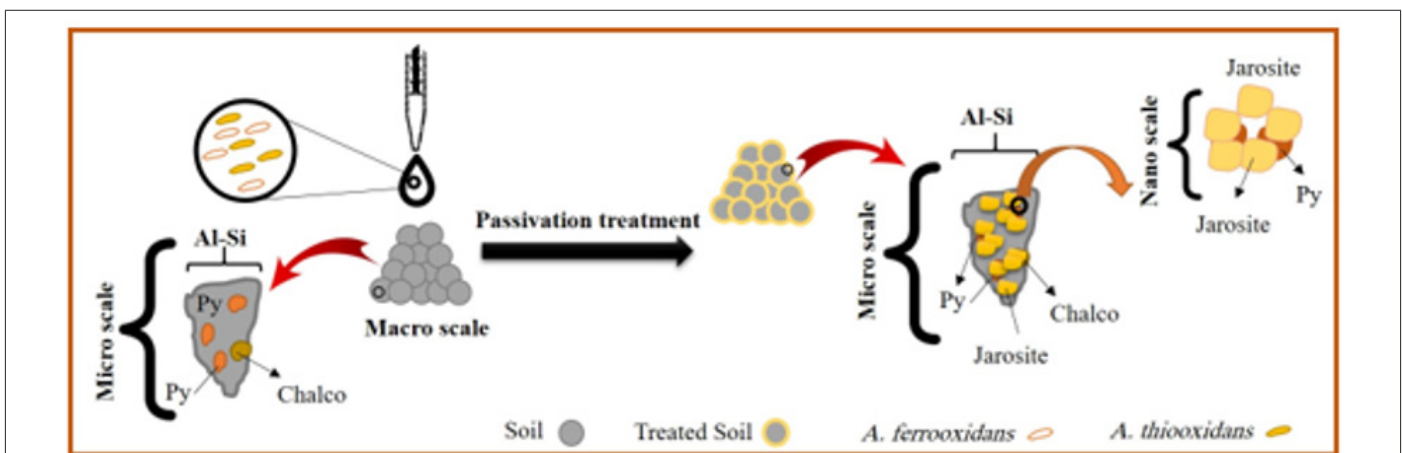 Micro scale
Al-Si
Py
Py
Chalco
Macro scale
Passivation treatment
Micro scale
Al-Si
Py
Chalco
Jarosite
Nano scale
Jarosite
Py
Jarosite
Soil
Treated Soil
A. ferrooxidans
A. thiooxidans